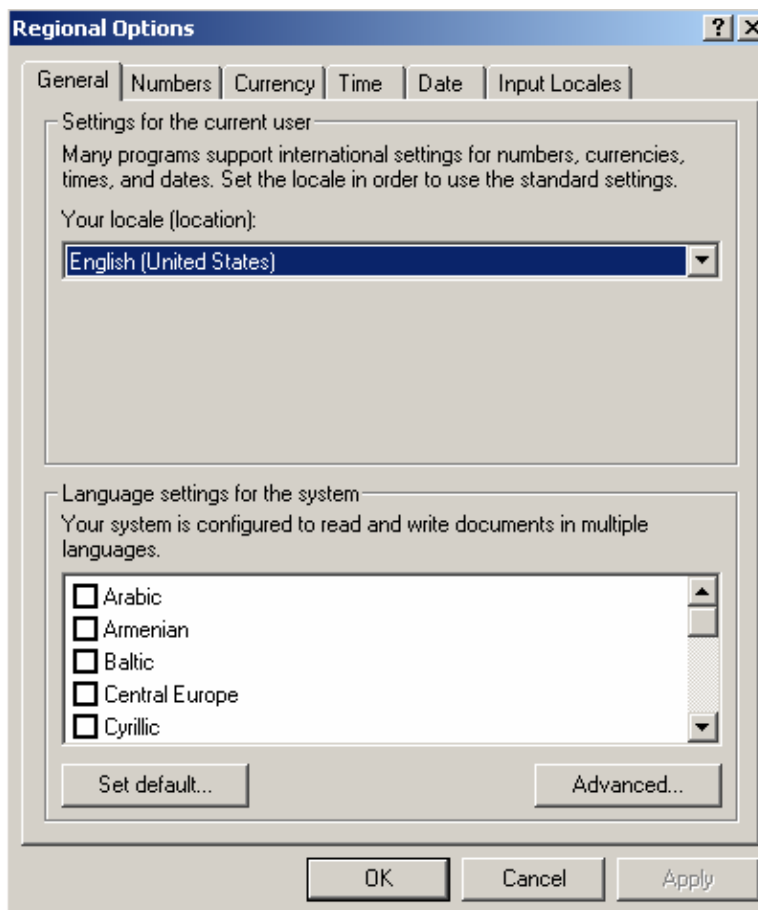 Regional Options
General Numbers Currency Time Date Input Locales
Settings for the current user
Many programs support international settings for numbers, currencies,
times, and dates. Set the locale in order to use the standard settings.
Your locale (location):
English (United States)
Language settings for the system
Your system is configured to read and write documents in multiple
languages.
Arabic
Armenian
Baltic
Central Europe
Cyrillic
Set default... Advanced...
OK Cancel Apply